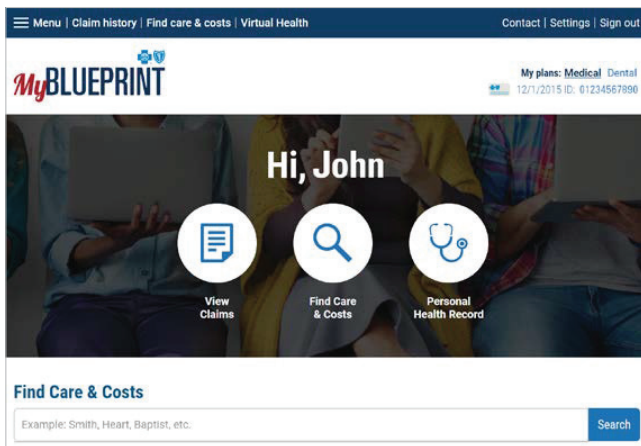 Menu | Claim history | Find care & costs | Virtual Health
Contact | Settings | Sign out
MyBLUEPRINT
My plans: Medical Dental
12/1/2015 ID: 01234567890
Hi, John
View
Claims
Find Care
& Costs
Personal
Health Record
Find Care & Costs
Example: Smith, Heart, Baptist, etc.
Search